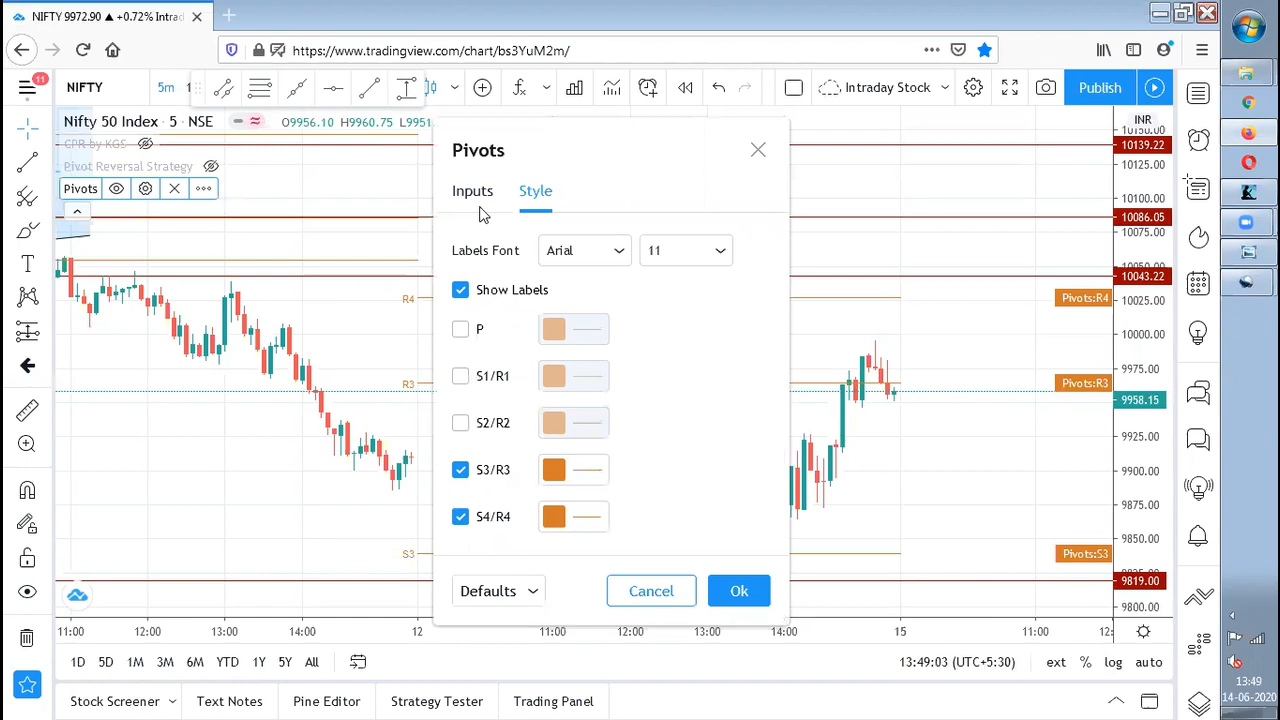 NIFTY 9972.90 ▲ +0.72% Intrad
https://www.tradingview.com/chart/bs3YuM2m/
11
NIFTY
5m
Intraday Stock
Publish
Nifty 50 Index · 5 · NSE
O9956.10 H9960.75 L9951
INR
CPR by KGS
Pivot Reversal Strategy
Pivots
Pivots
Inputs
Style
Labels Font
Arial
11
Show Labels
P
S1/R1
S2/R2
S3/R3
S4/R4
Defaults
Cancel
Ok
R4
R3
S3
10150.00
10139.22
10125.00
10100.00
10086.05
10075.00
10043.22
Pivots:R4
10025.00
10000.00
9975.00
Pivots:R3
9958.15
9925.00
9900.00
9875.00
9850.00
Pivots:S3
9819.00
9800.00
11:00
12:00
13:00
14:00
12
11:00
12:00
13:00
14:00
15
11:00
12:
1D
5D
1M
3M
6M
YTD
1Y
5Y
All
13:49:03 (UTC+5:30)
ext
%
log
auto
Stock Screener
Text Notes
Pine Editor
Strategy Tester
Trading Panel
13:49
14-06-2020